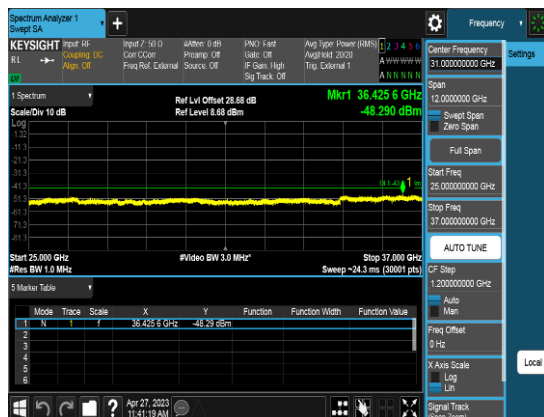 Spectrum Analyzer 1
Swept SA
+
Frequency
KEYSIGHT
RL
Input: RF
Coupling: DC
Align: Off
Input Z: 50 Ω
Corr CCorr
Freq Ref: External
#Atten: 0 dB
Preamp: Off
Source: Off
PNO: Fast
Gate: Off
IF Gain: High
Sig Track: Off
Avg Type: Power (RMS)
Avg|Hold: 20/20
Trig: External 1
1 2 3 4 5 6
A W W W W W
A N N N N N
LV
1 Spectrum
Scale/Div 10 dB
Ref Lvl Offset 28.68 dB
Ref Level 8.68 dBm
Mkr1 36.425 6 GHz
-48.290 dBm
Log
1.32
-11.3
-21.3
-31.3
-41.3
-51.3
-61.3
-71.3
-81.3
1
Start 25.000 GHz
#Res BW 1.0 MHz
#Video BW 3.0 MHz*
Stop 37.000 GHz
Sweep ~24.3 ms (30001 pts)
5 Marker Table
Mode Trace Scale X Y Function Function Width Function Value
1 N 1 f 36.425 6 GHz -48.29 dBm
2
3
4
5
6
Apr 27, 2023
11:41:19 AM
Center Frequency
31.000000000 GHz
Span
12.0000000 GHz
Swept Span
Zero Span
Full Span
Start Freq
25.000000000 GHz
Stop Freq
37.000000000 GHz
AUTO TUNE
CF Step
1.200000000 GHz
Auto
Man
Freq Offset
0 Hz
X Axis Scale
Log
Lin
Signal Track
(Span Zoom)
Settings
Local